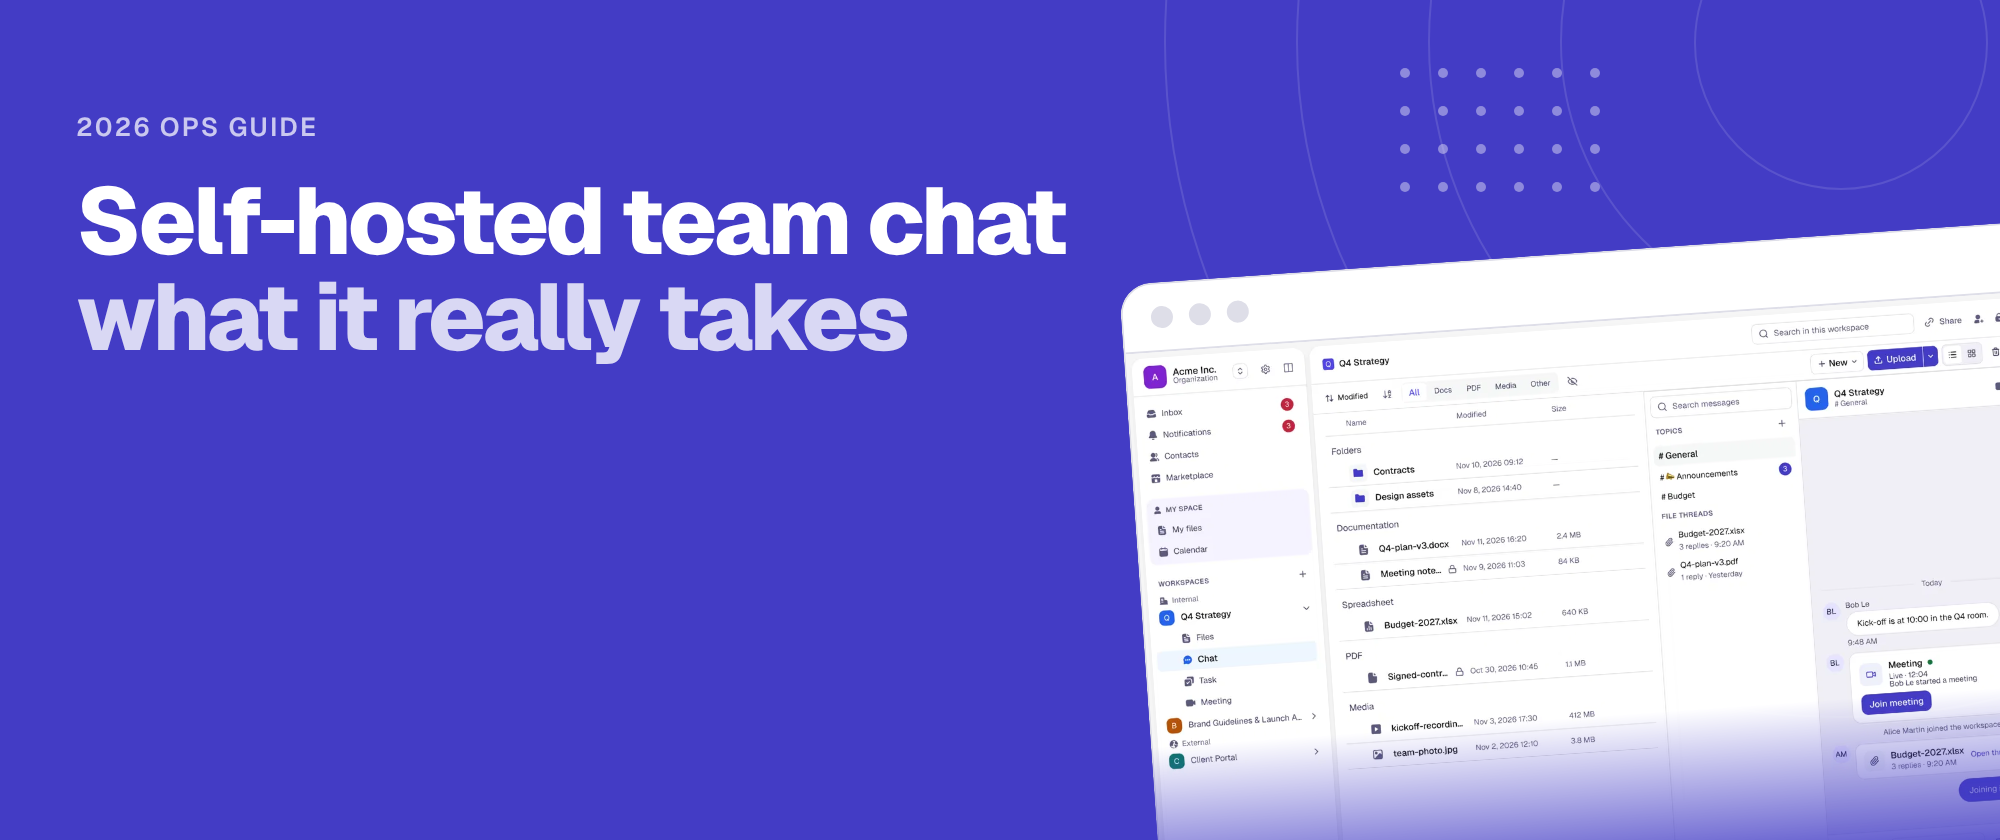 2026 OPS GUIDE
Self-hosted team chat
what it really takes
Search in this workspace
Share
A
Acme Inc.
Organization
Q Q4 Strategy
+ New
Upload
Modified
All
Docs
PDF
Media
Other
Inbox 3
Notifications 3
Contacts
Marketplace
MY SPACE
My files
Calendar
WORKSPACES +
Internal
Q Q4 Strategy
Files
Chat
Task
Meeting
B Brand Guidelines & Launch A...
External
C Client Portal
Name Modified Size
Folders
Contracts Nov 10, 2026 09:12 —
Design assets Nov 8, 2026 14:40 —
Documentation
Q4-plan-v3.docx Nov 11, 2026 16:20 2.4 MB
Meeting note... Nov 9, 2026 11:03 84 KB
Spreadsheet
Budget-2027.xlsx Nov 11, 2026 15:02 640 KB
PDF
Signed-contr... Oct 30, 2026 10:45 1.1 MB
Media
kickoff-recordin... Nov 3, 2026 17:30 412 MB
team-photo.jpg Nov 2, 2026 12:10 3.8 MB
Search messages
TOPICS +
# General
# Announcements 3
# Budget
FILE THREADS
Budget-2027.xlsx
3 replies · 9:20 AM
Q4-plan-v3.pdf
1 reply · Yesterday
Q Q4 Strategy
# General
Today
BL Bob Le
Kick-off is at 10:00 in the Q4 room.
9:48 AM
BL
Meeting
Live · 12:04
Bob Le started a meeting
Join meeting
Alice Martin joined the workspace
AM
Budget-2027.xlsx Open
3 replies · 9:20 AM
Joining